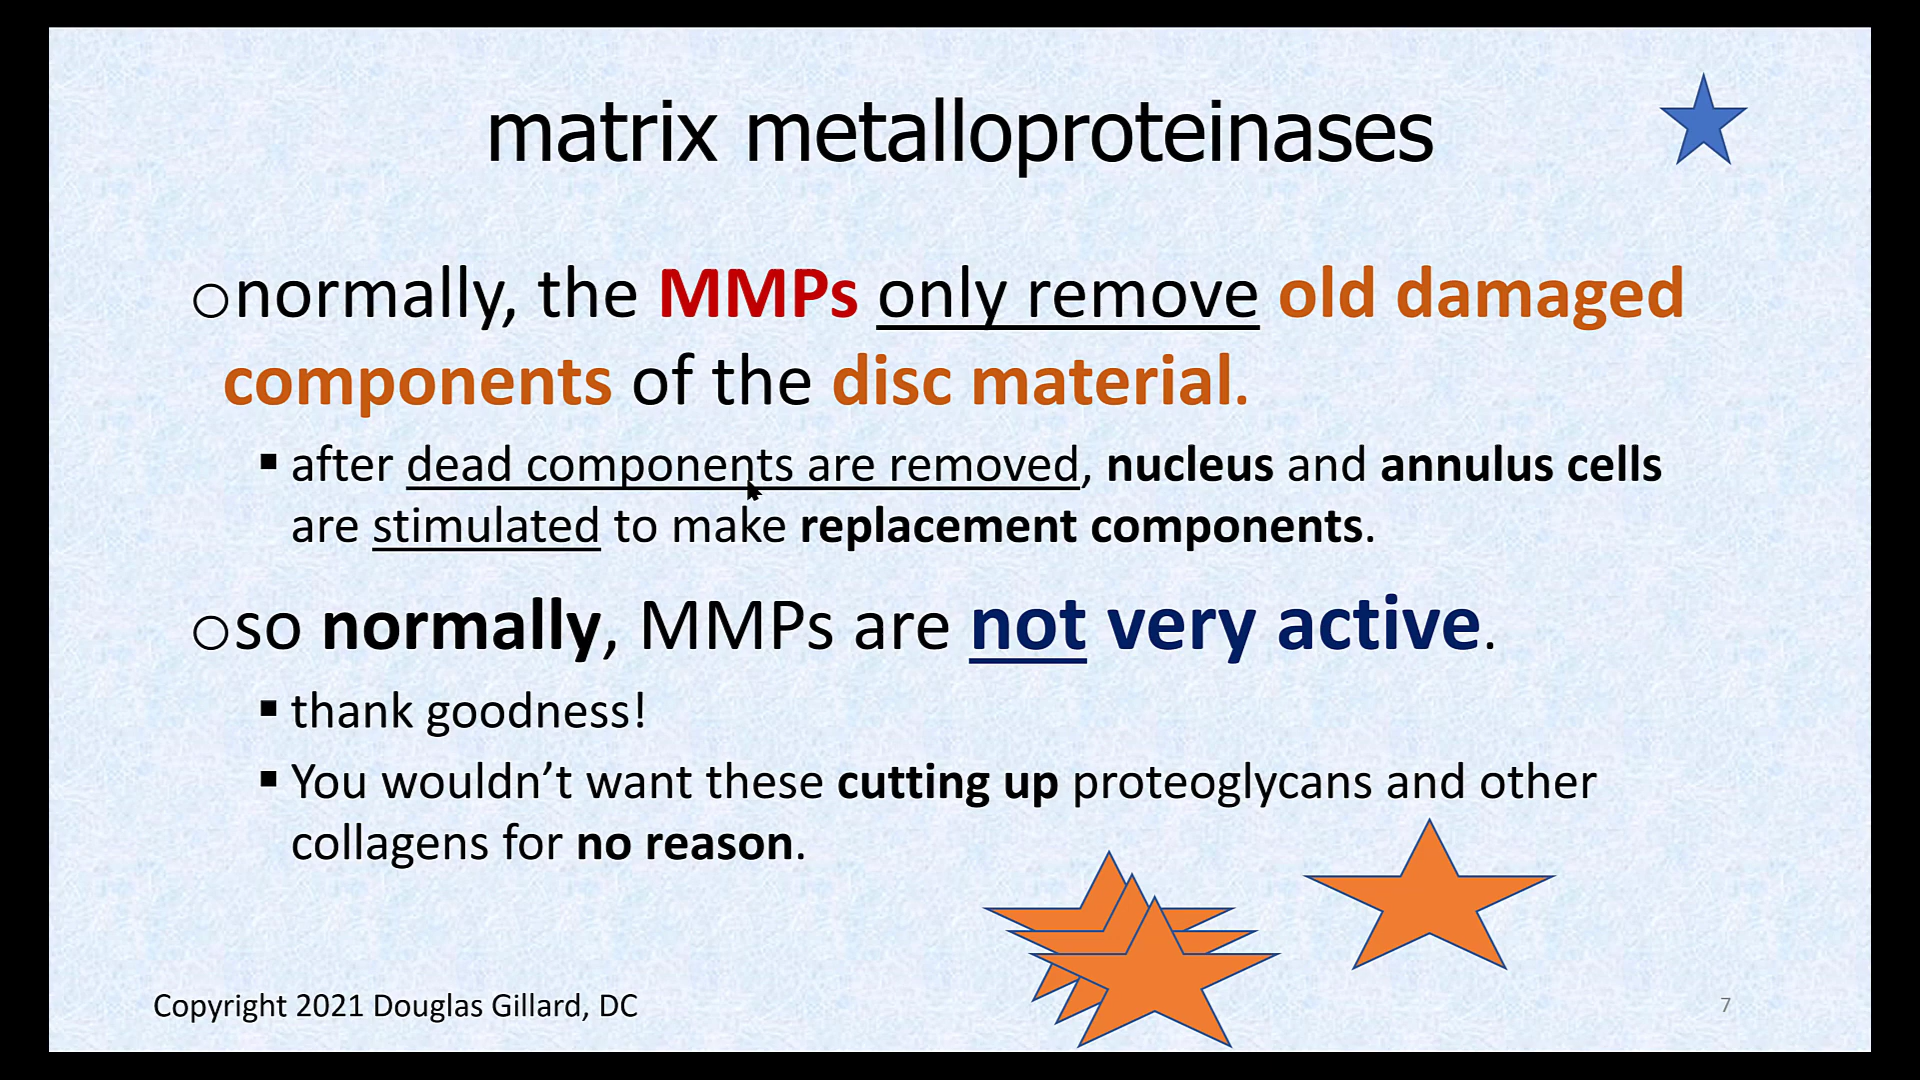 matrix metalloproteinases
○normally, the MMPs only remove old damaged
components of the disc material.
▪ after dead components are removed, nucleus and annulus cells
are stimulated to make replacement components.
○so normally, MMPs are not very active.
▪ thank goodness!
▪ You wouldn’t want these cutting up proteoglycans and other
collagens for no reason.
Copyright 2021 Douglas Gillard, DC
7